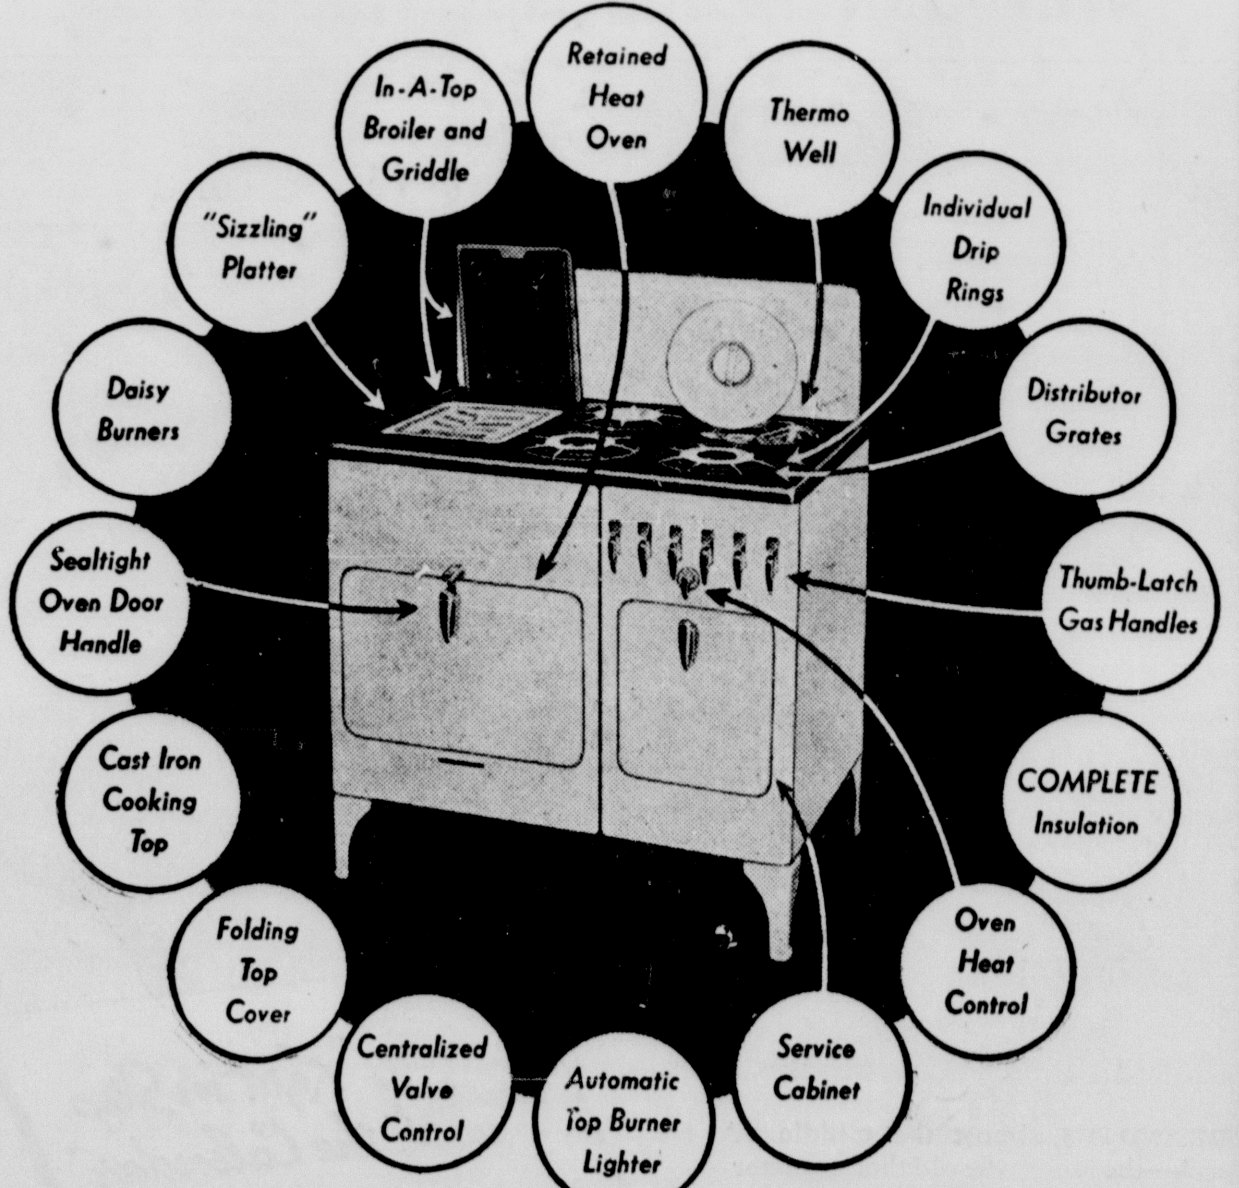 Retained
Heat
Oven
In-A-Top
Broiler and
Griddle
Thermo
Well
"Sizzling"
Platter
Individual
Drip
Rings
Daisy
Burners
Distributor
Grates
Sealtight
Oven Door
Handle
Thumb-Latch
Gas Handles
Cast Iron
Cooking
Top
COMPLETE
Insulation
Folding
Top
Cover
Oven
Heat
Control
Centralized
Valve
Control
Service
Cabinet
Automatic
Top Burner
Lighter